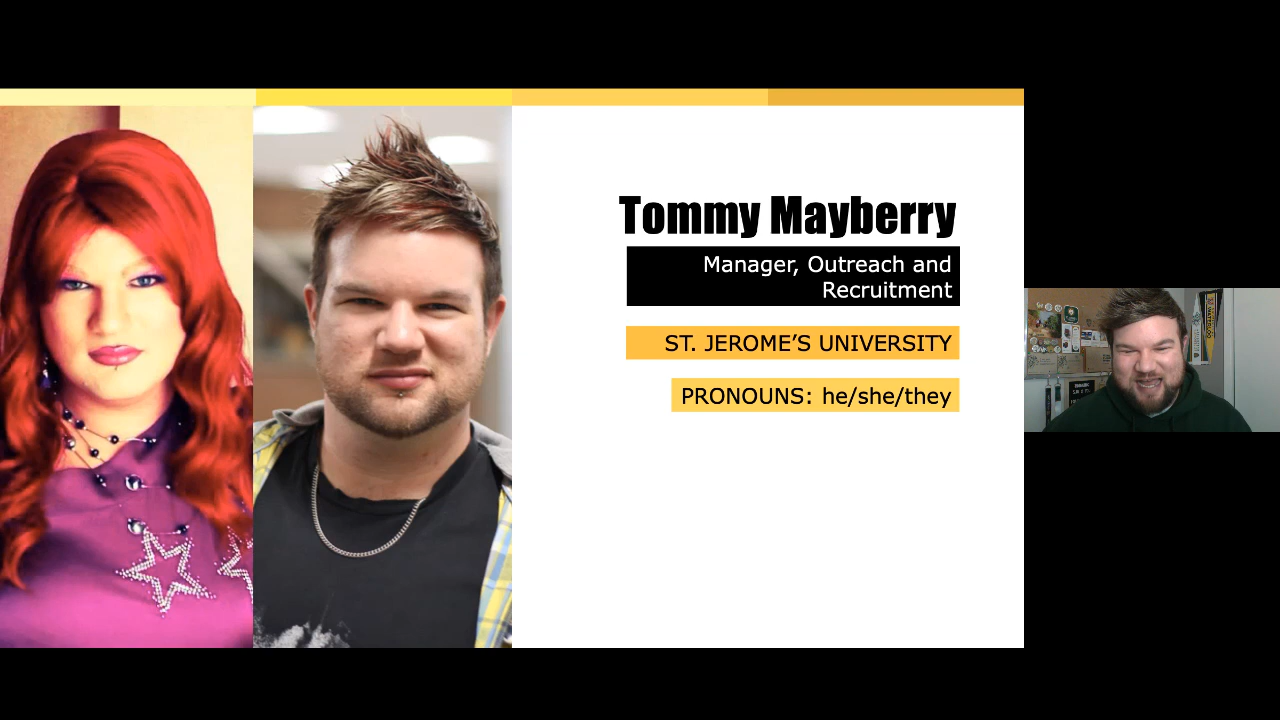 Tommy Mayberry
Manager, Outreach and
Recruitment
ST. JEROME’S UNIVERSITY
PRONOUNS: he/she/they